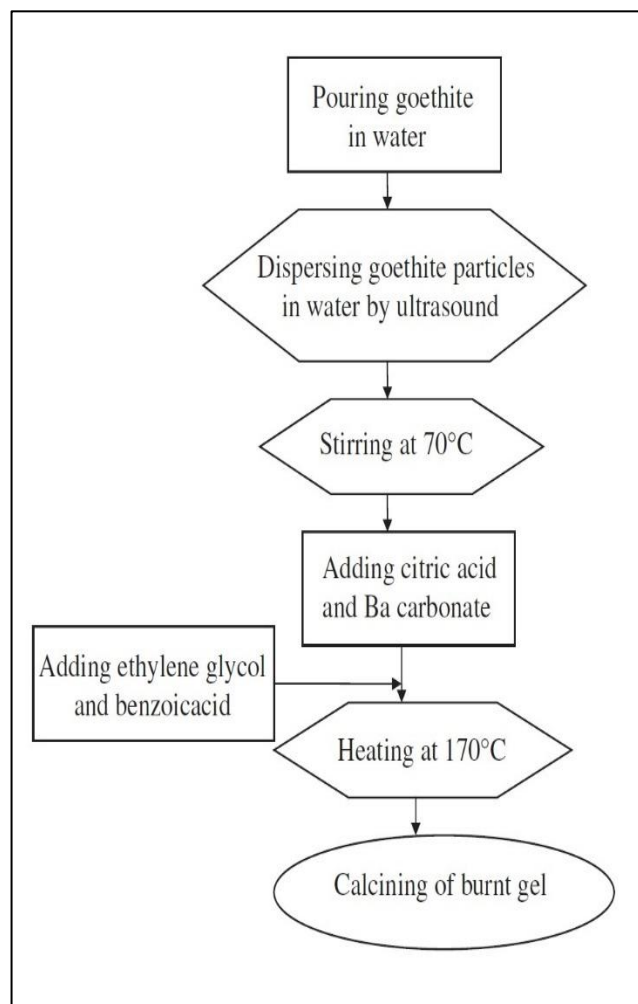 Pouring goethite
in water
Dispersing goethite particles
in water by ultrasound
Stirring at 70°C
Adding citric acid
and Ba carbonate
Adding ethylene glycol
and benzoicacid
Heating at 170°C
Calcining of burnt gel